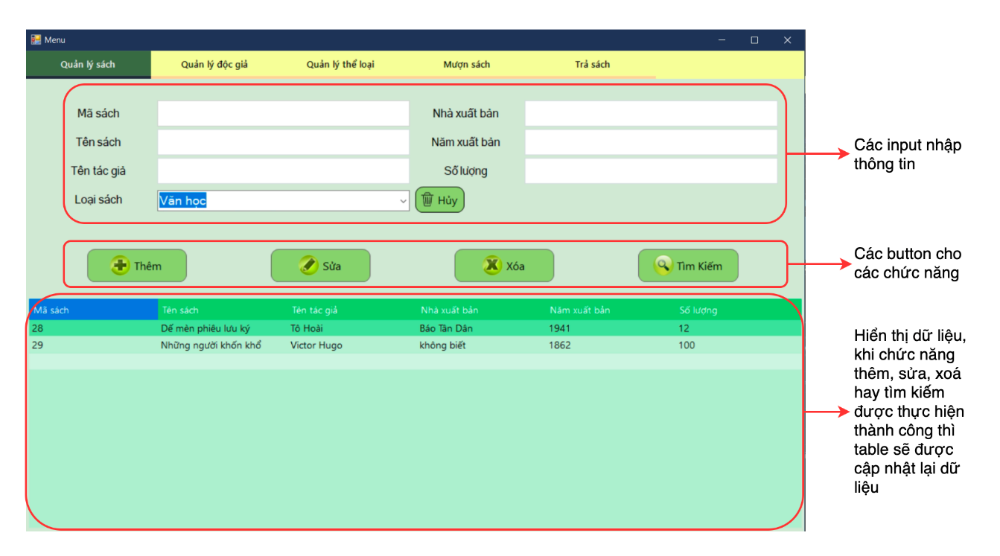 Menu
Quản lý sách Quản lý độc giả Quản lý thể loại Mượn sách Trả sách
Mã sách Nhà xuất bản
Tên sách Năm xuất bản
Tên tác giả Số lượng
Loại sách Văn học Hủy
Các input nhập
thông tin
Thêm Sửa Xóa Tìm Kiếm
Các button cho
các chức năng
Mã sách Tên sách Tên tác giả Nhà xuất bản Năm xuất bản Số lượng
28 Dế mèn phiêu lưu ký Tô Hoài Báo Tân Dân 1941 12
29 Những người khốn khổ Victor Hugo không biết 1862 100
Hiển thị dữ liệu,
khi chức năng
thêm, sửa, xoá
hay tìm kiếm
được thực hiện
thành công thì
table sẽ được
cập nhật lại dữ
liệu